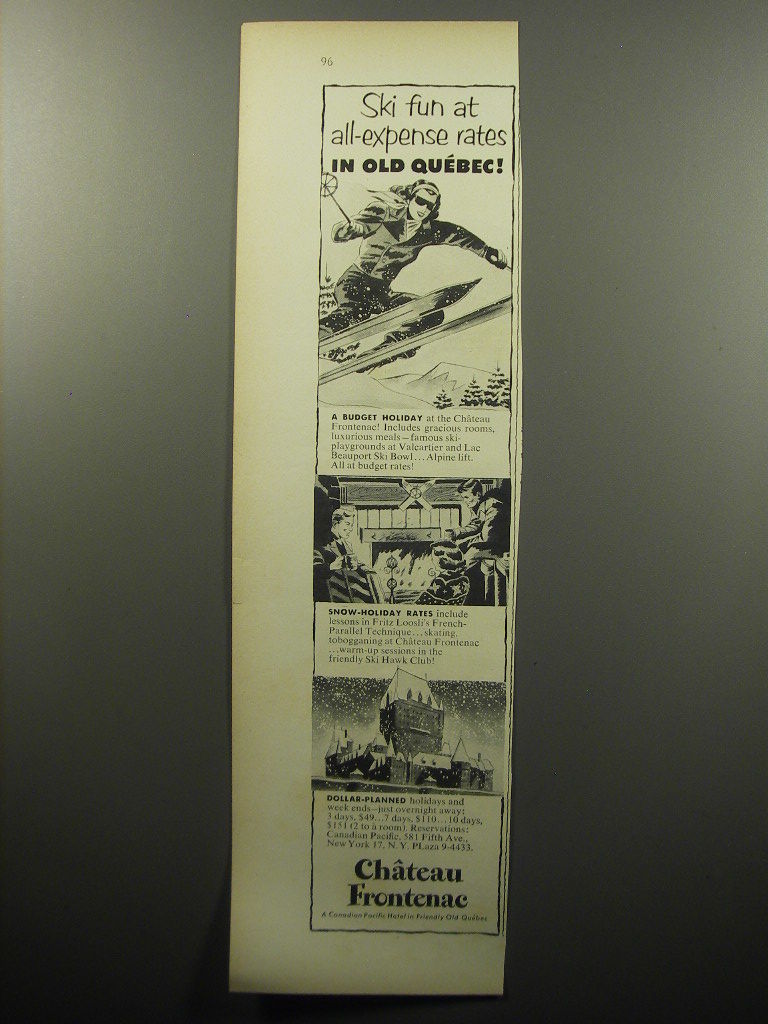 96
Ski fun at
all-expense rates
IN OLD QUÉBEC!
A BUDGET HOLIDAY at the Château
Frontenac! Includes gracious rooms,
luxurious meals—famous ski-
playgrounds at Valcartier and Lac
Beauport Ski Bowl...Alpine lift.
All at budget rates!
SNOW-HOLIDAY RATES include
lessons in Fritz Loosli's French-
Parallel Technique...skating,
tobogganing at Château Frontenac
...warm-up sessions in the
friendly Ski Hawk Club!
DOLLAR-PLANNED holidays and
week ends—just overnight away:
3 days, $49...7 days, $110...10 days,
$151 (2 to a room). Reservations:
Canadian Pacific, 581 Fifth Ave.,
New York 17, N. Y. PLaza 9-4433.
Château
Frontenac
A Canadian Pacific Hotel in Friendly Old Québec